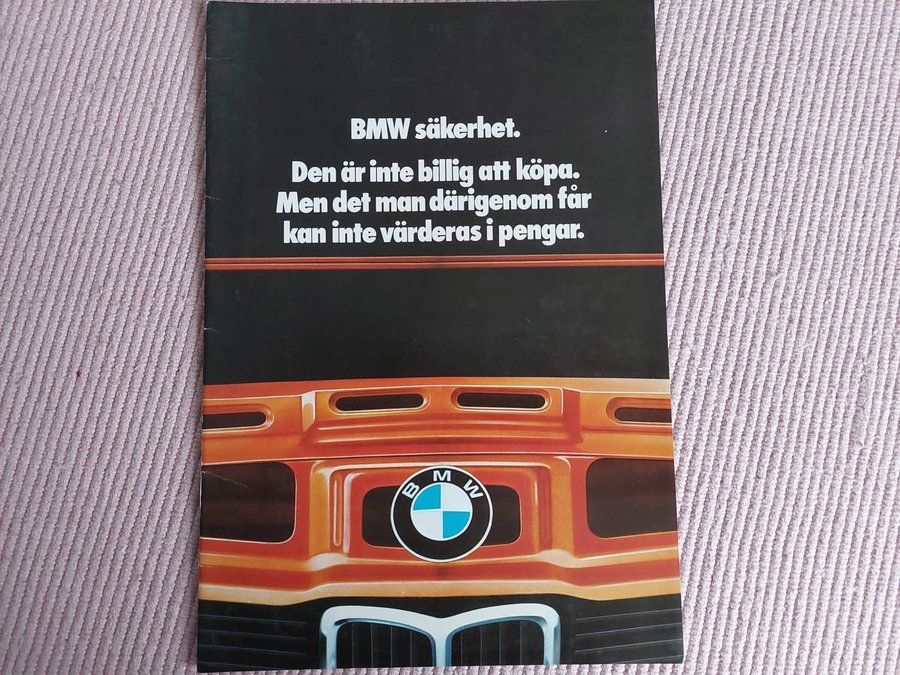 BMW säkerhet.
Den är inte billig att köpa.
Men det man därigenom får
kan inte värderas i pengar.
BMW